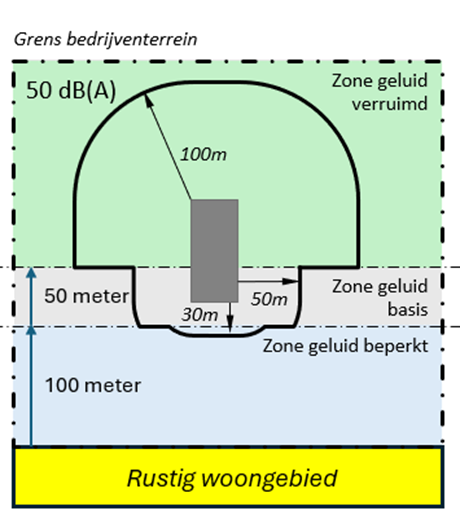 Grens bedrijventerrein
50 dB(A)
Zone geluid
verruimd
100m
50 meter
Zone geluid
basis
50m
30m
Zone geluid beperkt
100 meter
Rustig woongebied